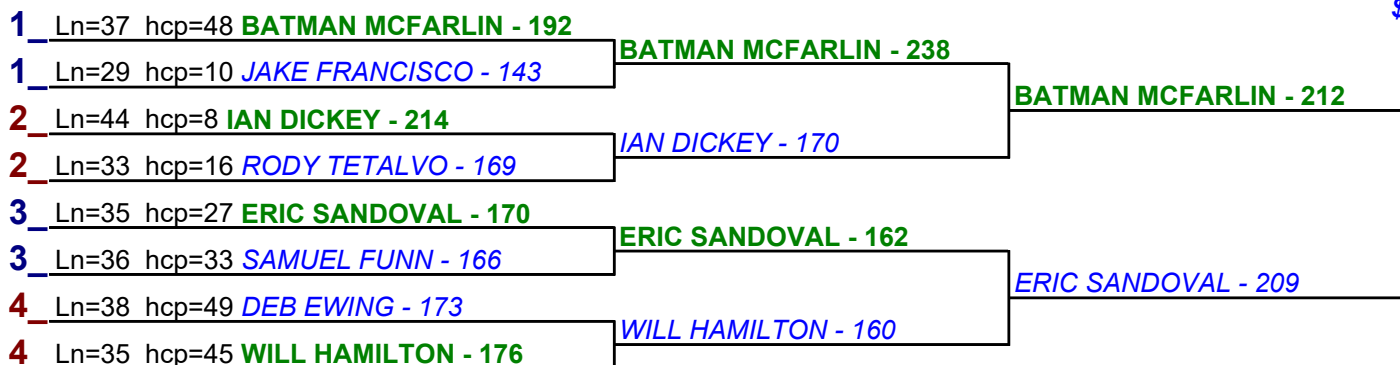 1_ Ln=37 hcp=48 BATMAN MCFARLIN - 192
1_ Ln=29 hcp=10 JAKE FRANCISCO - 143
2_ Ln=44 hcp=8 IAN DICKEY - 214
2_ Ln=33 hcp=16 RODY TETALVO - 169
3_ Ln=35 hcp=27 ERIC SANDOVAL - 170
3_ Ln=36 hcp=33 SAMUEL FUNN - 166
4_ Ln=38 hcp=49 DEB EWING - 173
4 Ln=35 hcp=45 WILL HAMILTON - 176
BATMAN MCFARLIN - 238
IAN DICKEY - 170
ERIC SANDOVAL - 162
WILL HAMILTON - 160
BATMAN MCFARLIN - 212
ERIC SANDOVAL - 209